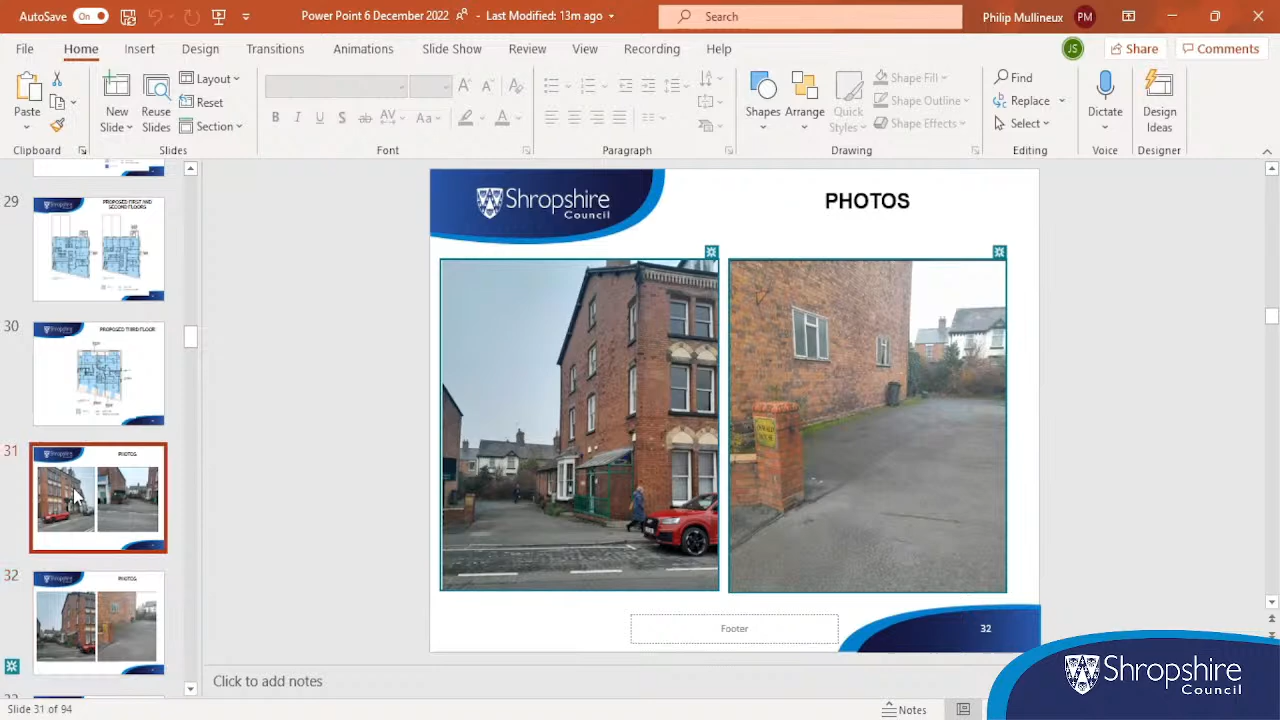 AutoSave On Power Point 6 December 2022 • Last Modified: 13m ago Search Philip Mullineux PM
File Home Insert Design Transitions Animations Slide Show Review View Recording Help JS Share Comments
Paste New Slide Reuse Slides Layout Reset Section Shapes Arrange Quick Styles Shape Fill Shape Outline Shape Effects Find Replace Select Dictate Design Ideas
Clipboard Slides Font Paragraph Drawing Editing Voice Designer
29
PROPOSED FIRST AND
SECOND FLOORS
30
PROPOSED THIRD FLOOR
31
PHOTOS
32
PHOTOS
Shropshire
Council
PHOTOS
Footer
32
Click to add notes
Slide 31 of 94
Notes
Shropshire
Council